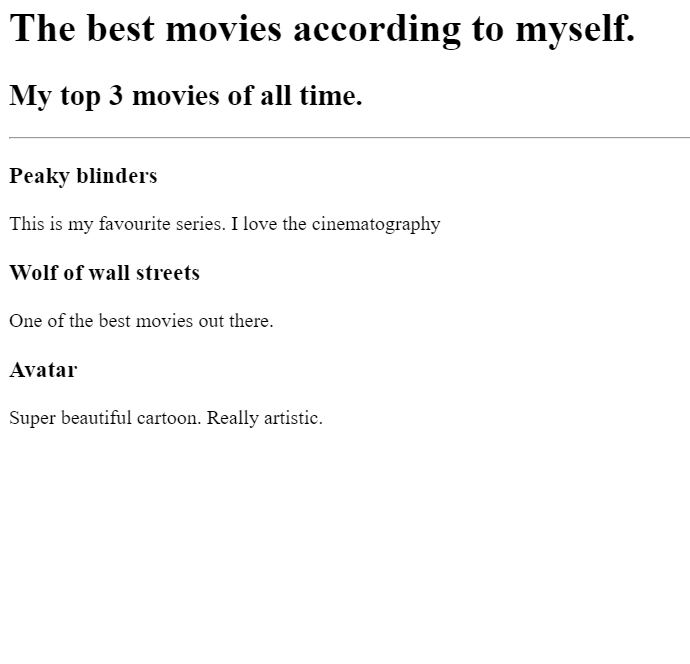 The best movies according to myself.
My top 3 movies of all time.
Peaky blinders
This is my favourite series. I love the cinematography
Wolf of wall streets
One of the best movies out there.
Avatar
Super beautiful cartoon. Really artistic.